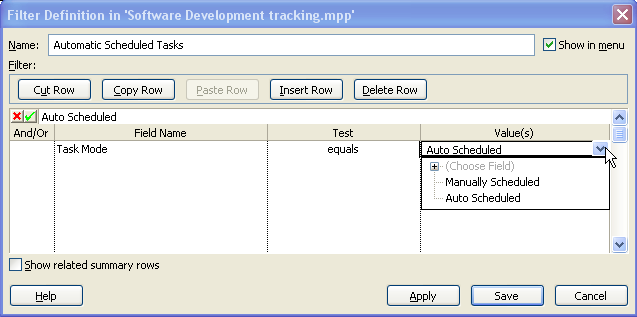 Filter Definition in 'Software Development tracking.mpp'
Name: Automatic Scheduled Tasks Show in menu
Filter:
Cut Row Copy Row Paste Row Insert Row Delete Row
Auto Scheduled
And/Or Field Name Test Value(s)
Task Mode equals Auto Scheduled
(Choose Field)
Manually Scheduled
Auto Scheduled
Show related summary rows
Help Apply Save Cancel